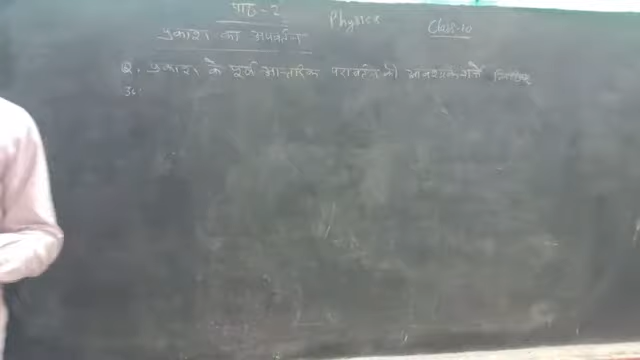 पाठ - 2 Physics Class-10
प्रकाश का अपवर्तन
Q. प्रकाश के पूर्ण आन्तरिक परावर्तन की आवश्यक शर्तें लिखिए
उ: